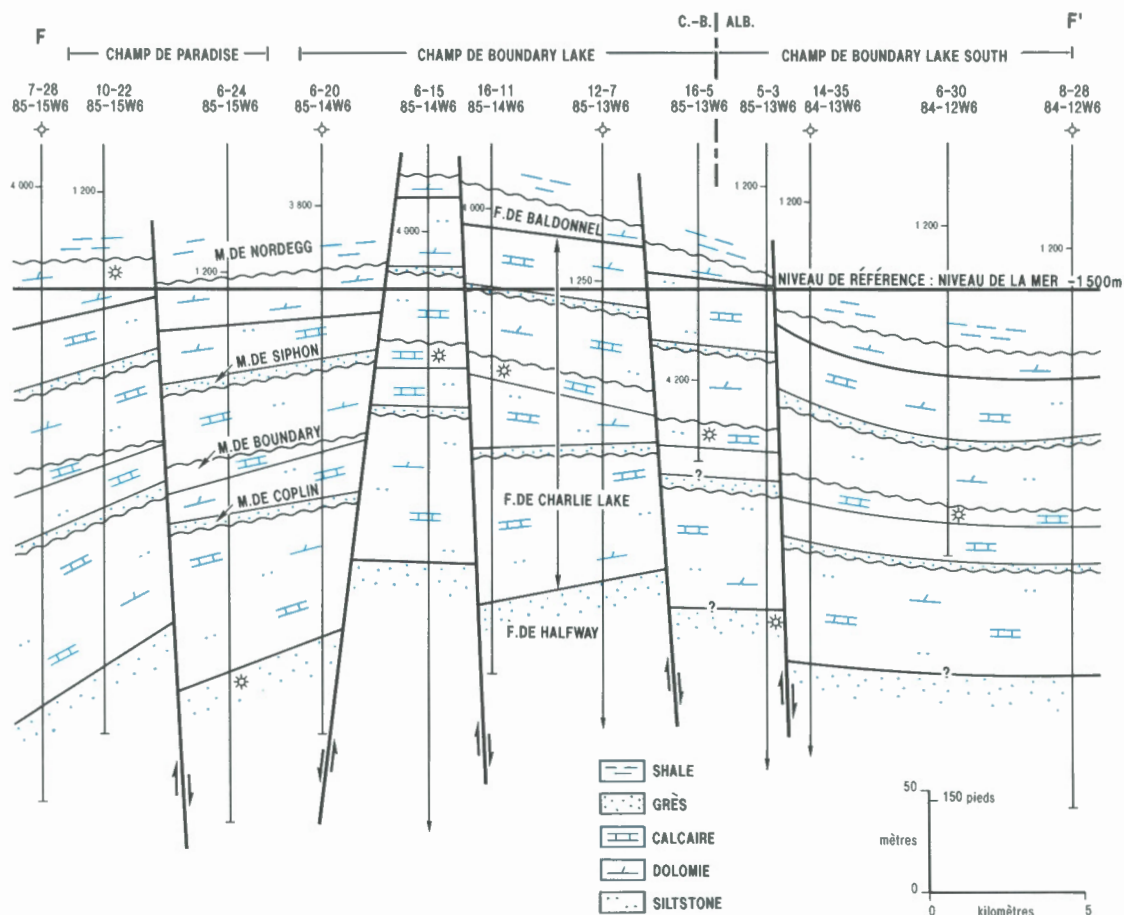 C.-B. ALB.
F F'
CHAMP DE PARADISE CHAMP DE BOUNDARY LAKE CHAMP DE BOUNDARY LAKE SOUTH
7-28 10-22 6-24 6-20 6-15 16-11 12-7 16-5 5-3 14-35 6-30 8-28
85-15W6 85-15W6 85-15W6 85-14W6 85-14W6 85-14W6 85-13W6 85-13W6 85-13W6 84-13W6 84-12W6 84-12W6
4 000 1 200 1 200 1 200
3 800 4 000 F. DE BALDONNEL 1 200
M. DE NORDEGG 4 000 1 200
1 200 1 250 NIVEAU DE RÉFÉRENCE : NIVEAU DE LA MER -1500m
M. DE SIPHON
4 200
M. DE BOUNDARY
M. DE COPLIN ?
F. DE CHARLIE LAKE
?
F. DE HALFWAY
?
SHALE
GRÈS
CALCAIRE
DOLOMIE
SILTSTONE
50
150 pieds
mètres
0
0 5
kilomètres